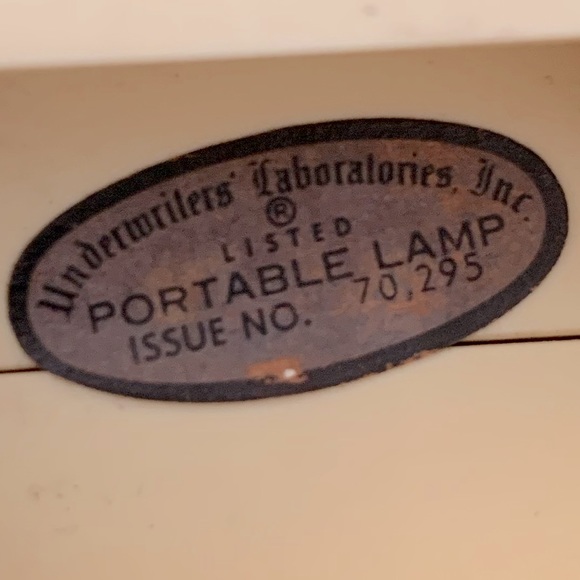 Underwriters' Laboratories, Inc.
®
LISTED
PORTABLE LAMP
ISSUE NO. 70,295